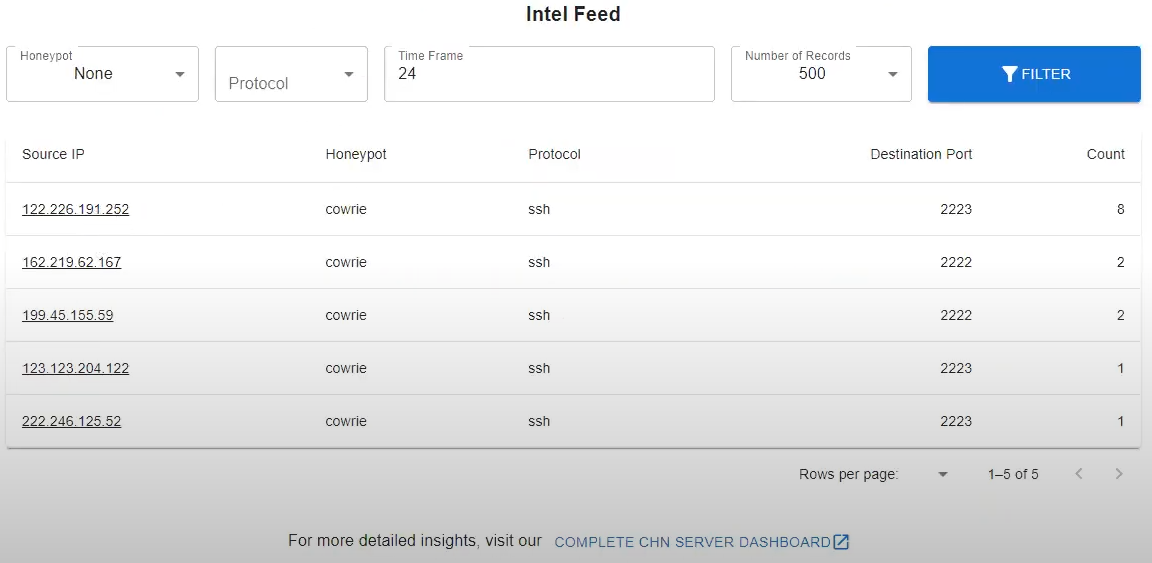 Intel Feed
Honeypot
None
Protocol
Time Frame
24
Number of Records
500
FILTER
Source IP Honeypot Protocol Destination Port Count
122.226.191.252 cowrie ssh 2223 8
162.219.62.167 cowrie ssh 2222 2
199.45.155.59 cowrie ssh 2222 2
123.123.204.122 cowrie ssh 2223 1
222.246.125.52 cowrie ssh 2223 1
Rows per page: 1–5 of 5
For more detailed insights, visit our COMPLETE CHN SERVER DASHBOARD